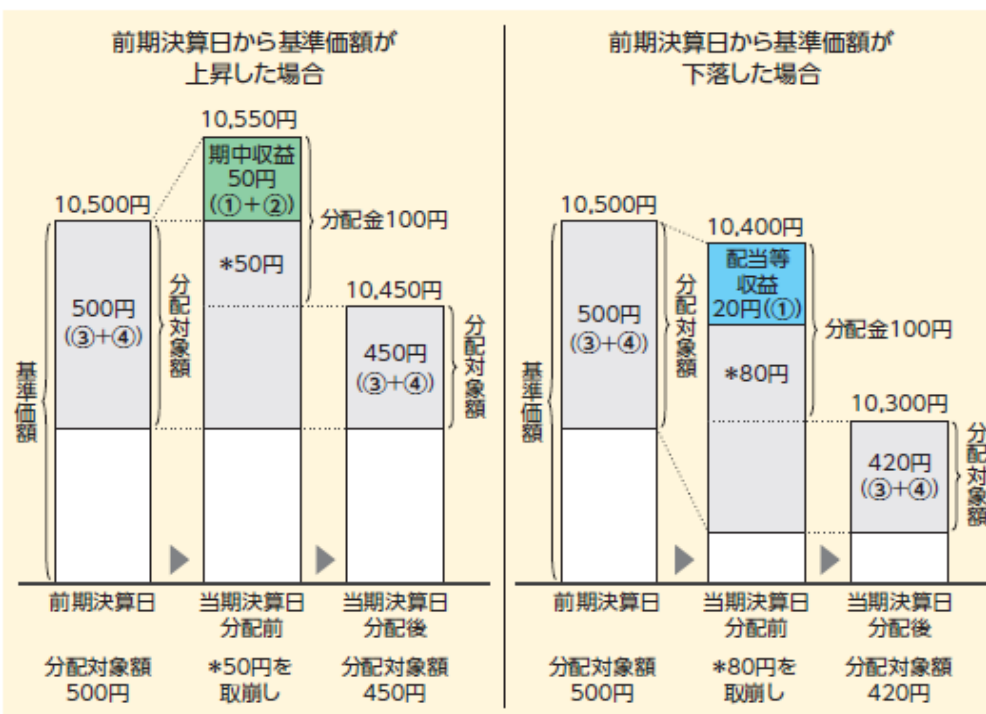 前期決算日から基準価額が
上昇した場合
10,550円
期中収益
50円
(①+②)
10,500円
分配金100円
*50円
10,450円
500円
(③+④)
分配対象額
450円
(③+④)
分配対象額
基準価額
前期決算日
当期決算日
分配前
当期決算日
分配後
分配対象額
500円
*50円を
取崩し
分配対象額
450円
前期決算日から基準価額が
下落した場合
10,500円
10,400円
配当等
収益
20円(①)
500円
(③+④)
分配対象額
分配金100円
*80円
10,300円
420円
(③+④)
分配対象額
基準価額
前期決算日
当期決算日
分配前
当期決算日
分配後
分配対象額
500円
*80円を
取崩し
分配対象額
420円